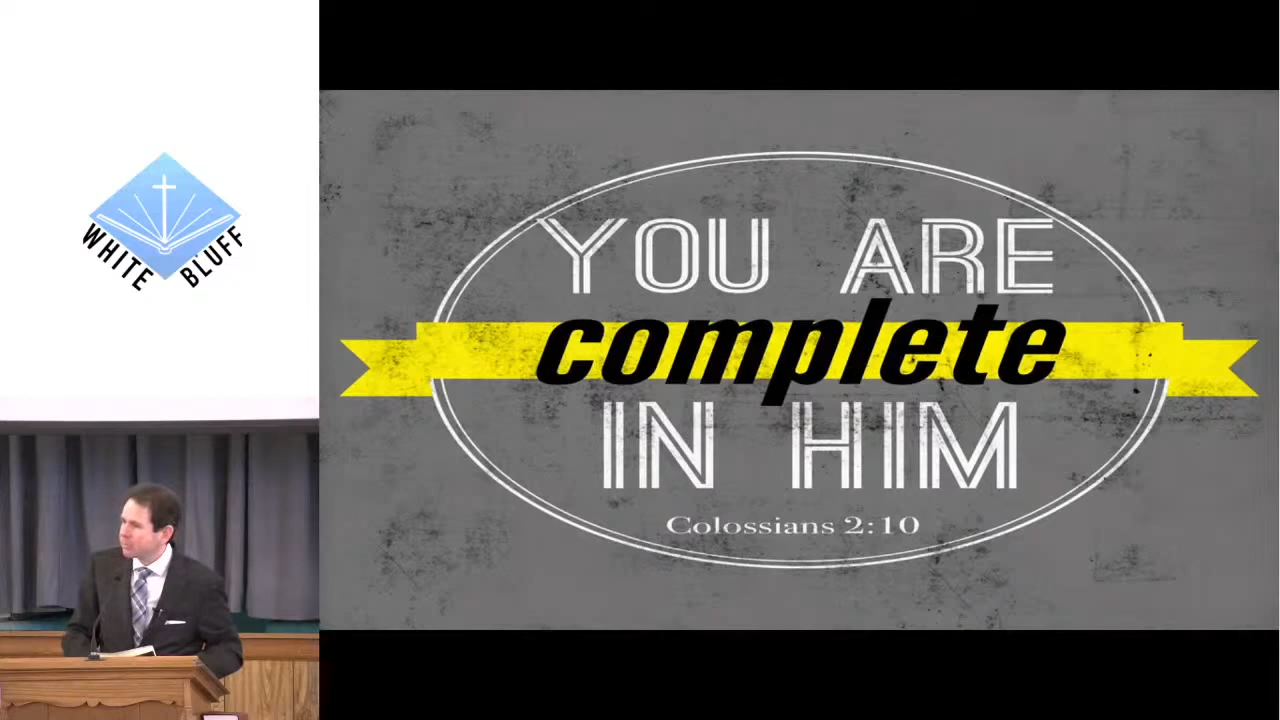 WHITE BLUFF
YOU ARE
complete
IN HIM
Colossians 2:10